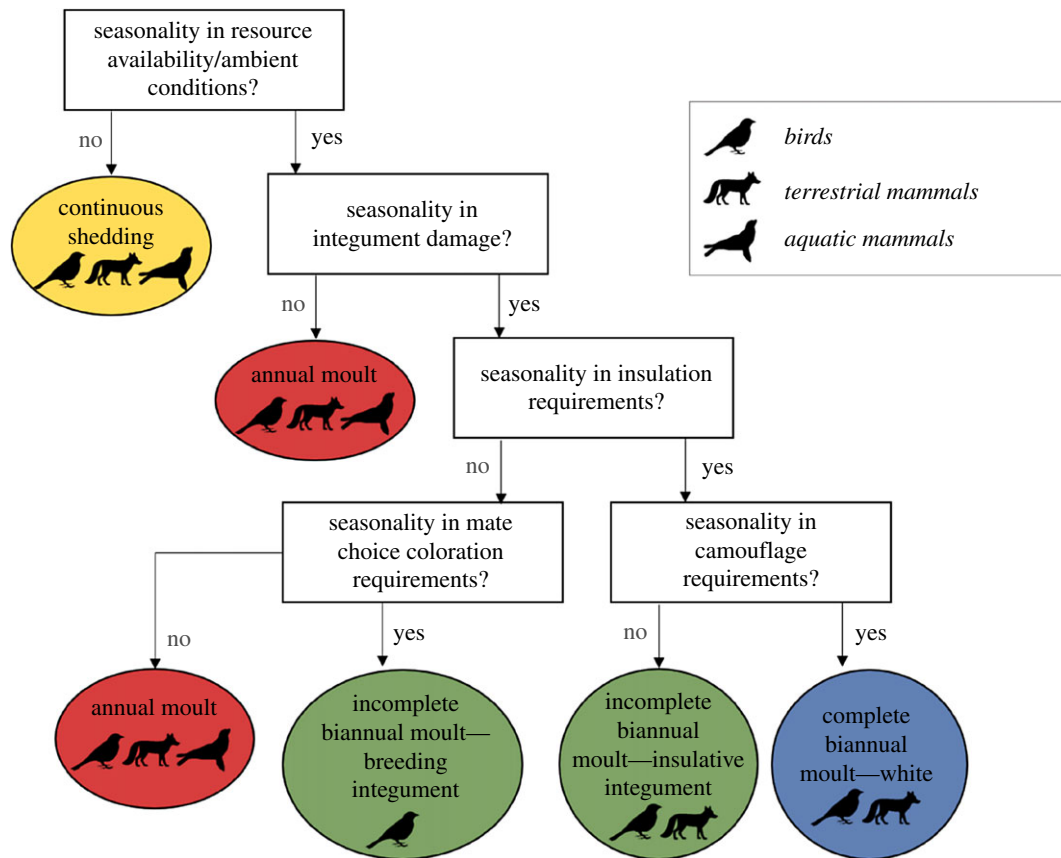 seasonality in resource
availability/ambient
conditions?
no
yes
birds
terrestrial mammals
aquatic mammals
continuous
shedding
seasonality in
integument damage?
no
yes
annual moult
seasonality in insulation
requirements?
no
yes
seasonality in mate
choice coloration
requirements?
seasonality in
camouflage
requirements?
no
yes
no
yes
annual moult
incomplete
biannual moult—
breeding
integument
incomplete
biannual
moult—insulative
integument
complete
biannual
moult—white